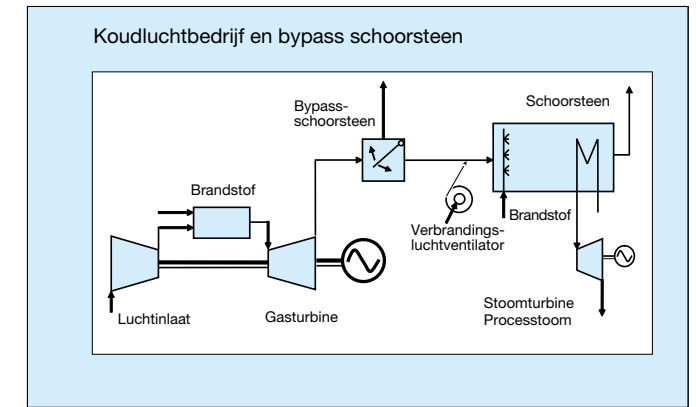 Koudluchtbedrijf en bypass schoorsteen
Bypass-
schoorsteen
Schoorsteen
Brandstof
Brandstof
Verbrandings-
luchtventilator
Luchtinlaat
Gasturbine
Stoomturbine
Processtoom